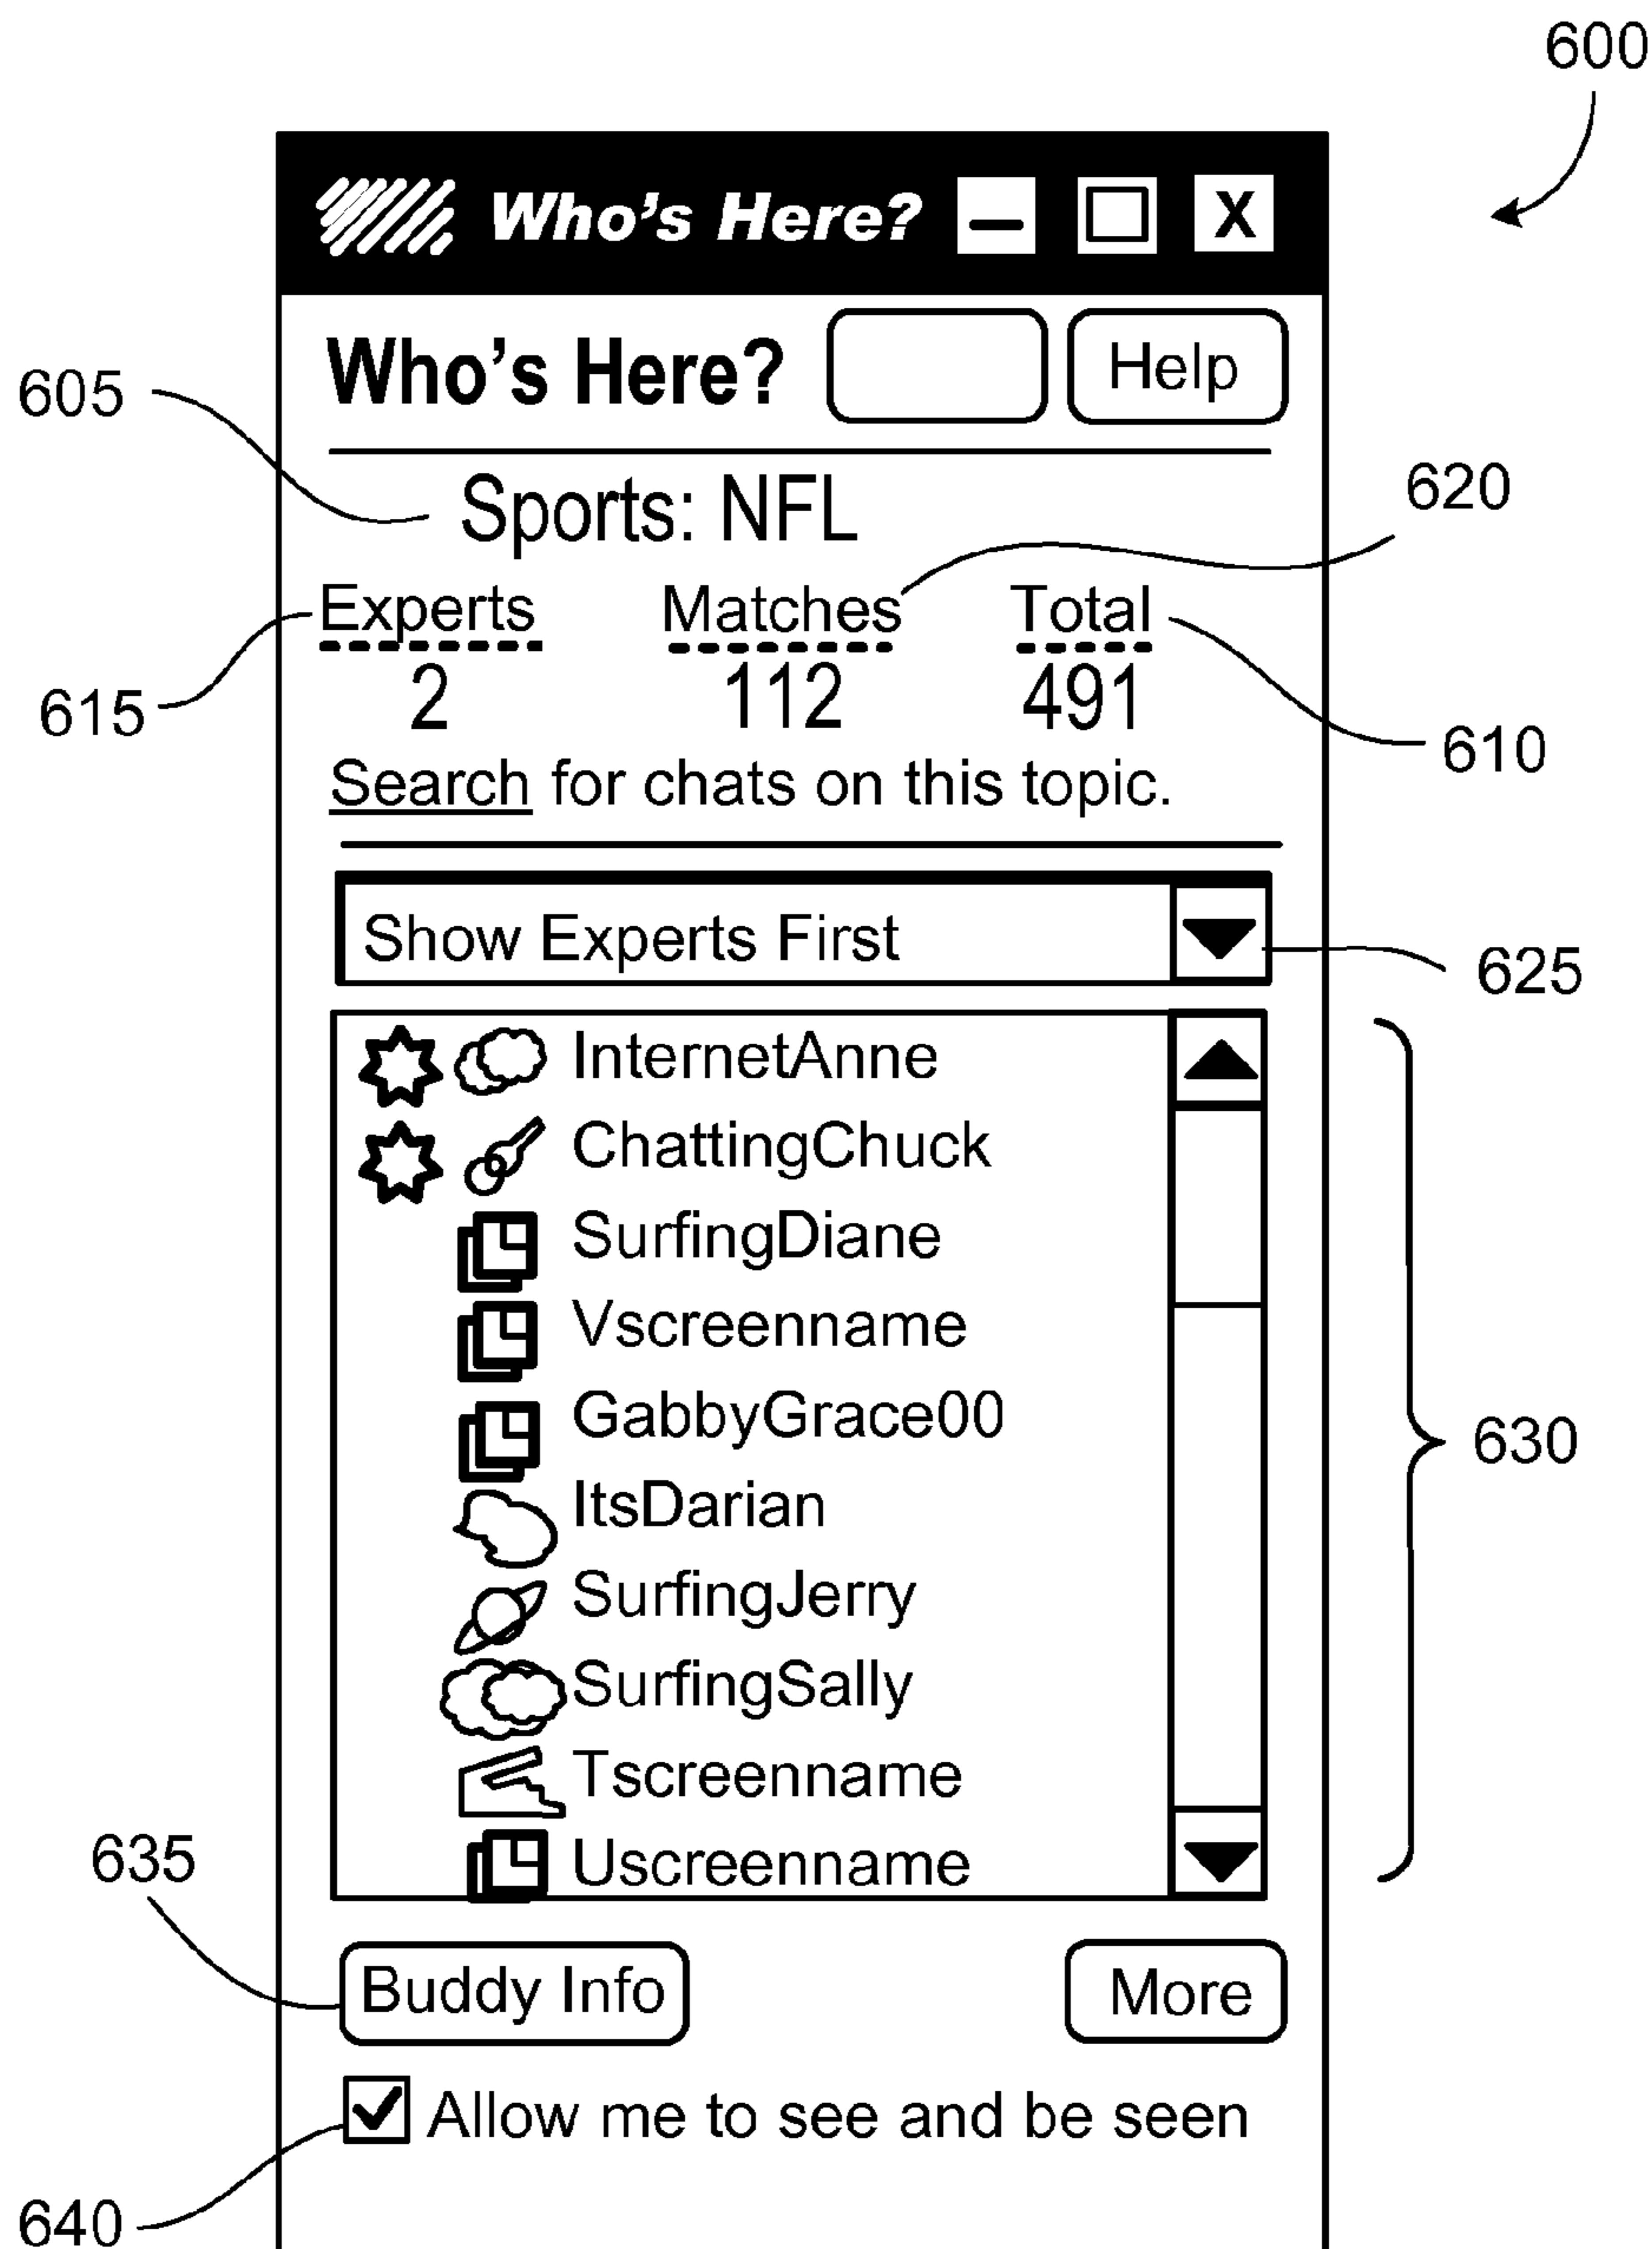 600
Who's Here? X
Who's Here? Help
605
Sports: NFL
620
Experts Matches Total
615
2 112 491
610
Search for chats on this topic.
Show Experts First
625
InternetAnne
ChattingChuck
SurfingDiane
Vscreenname
GabbyGrace00
630
ItsDarian
SurfingJerry
SurfingSally
Tscreenname
635
Uscreenname
Buddy Info More
Allow me to see and be seen
640